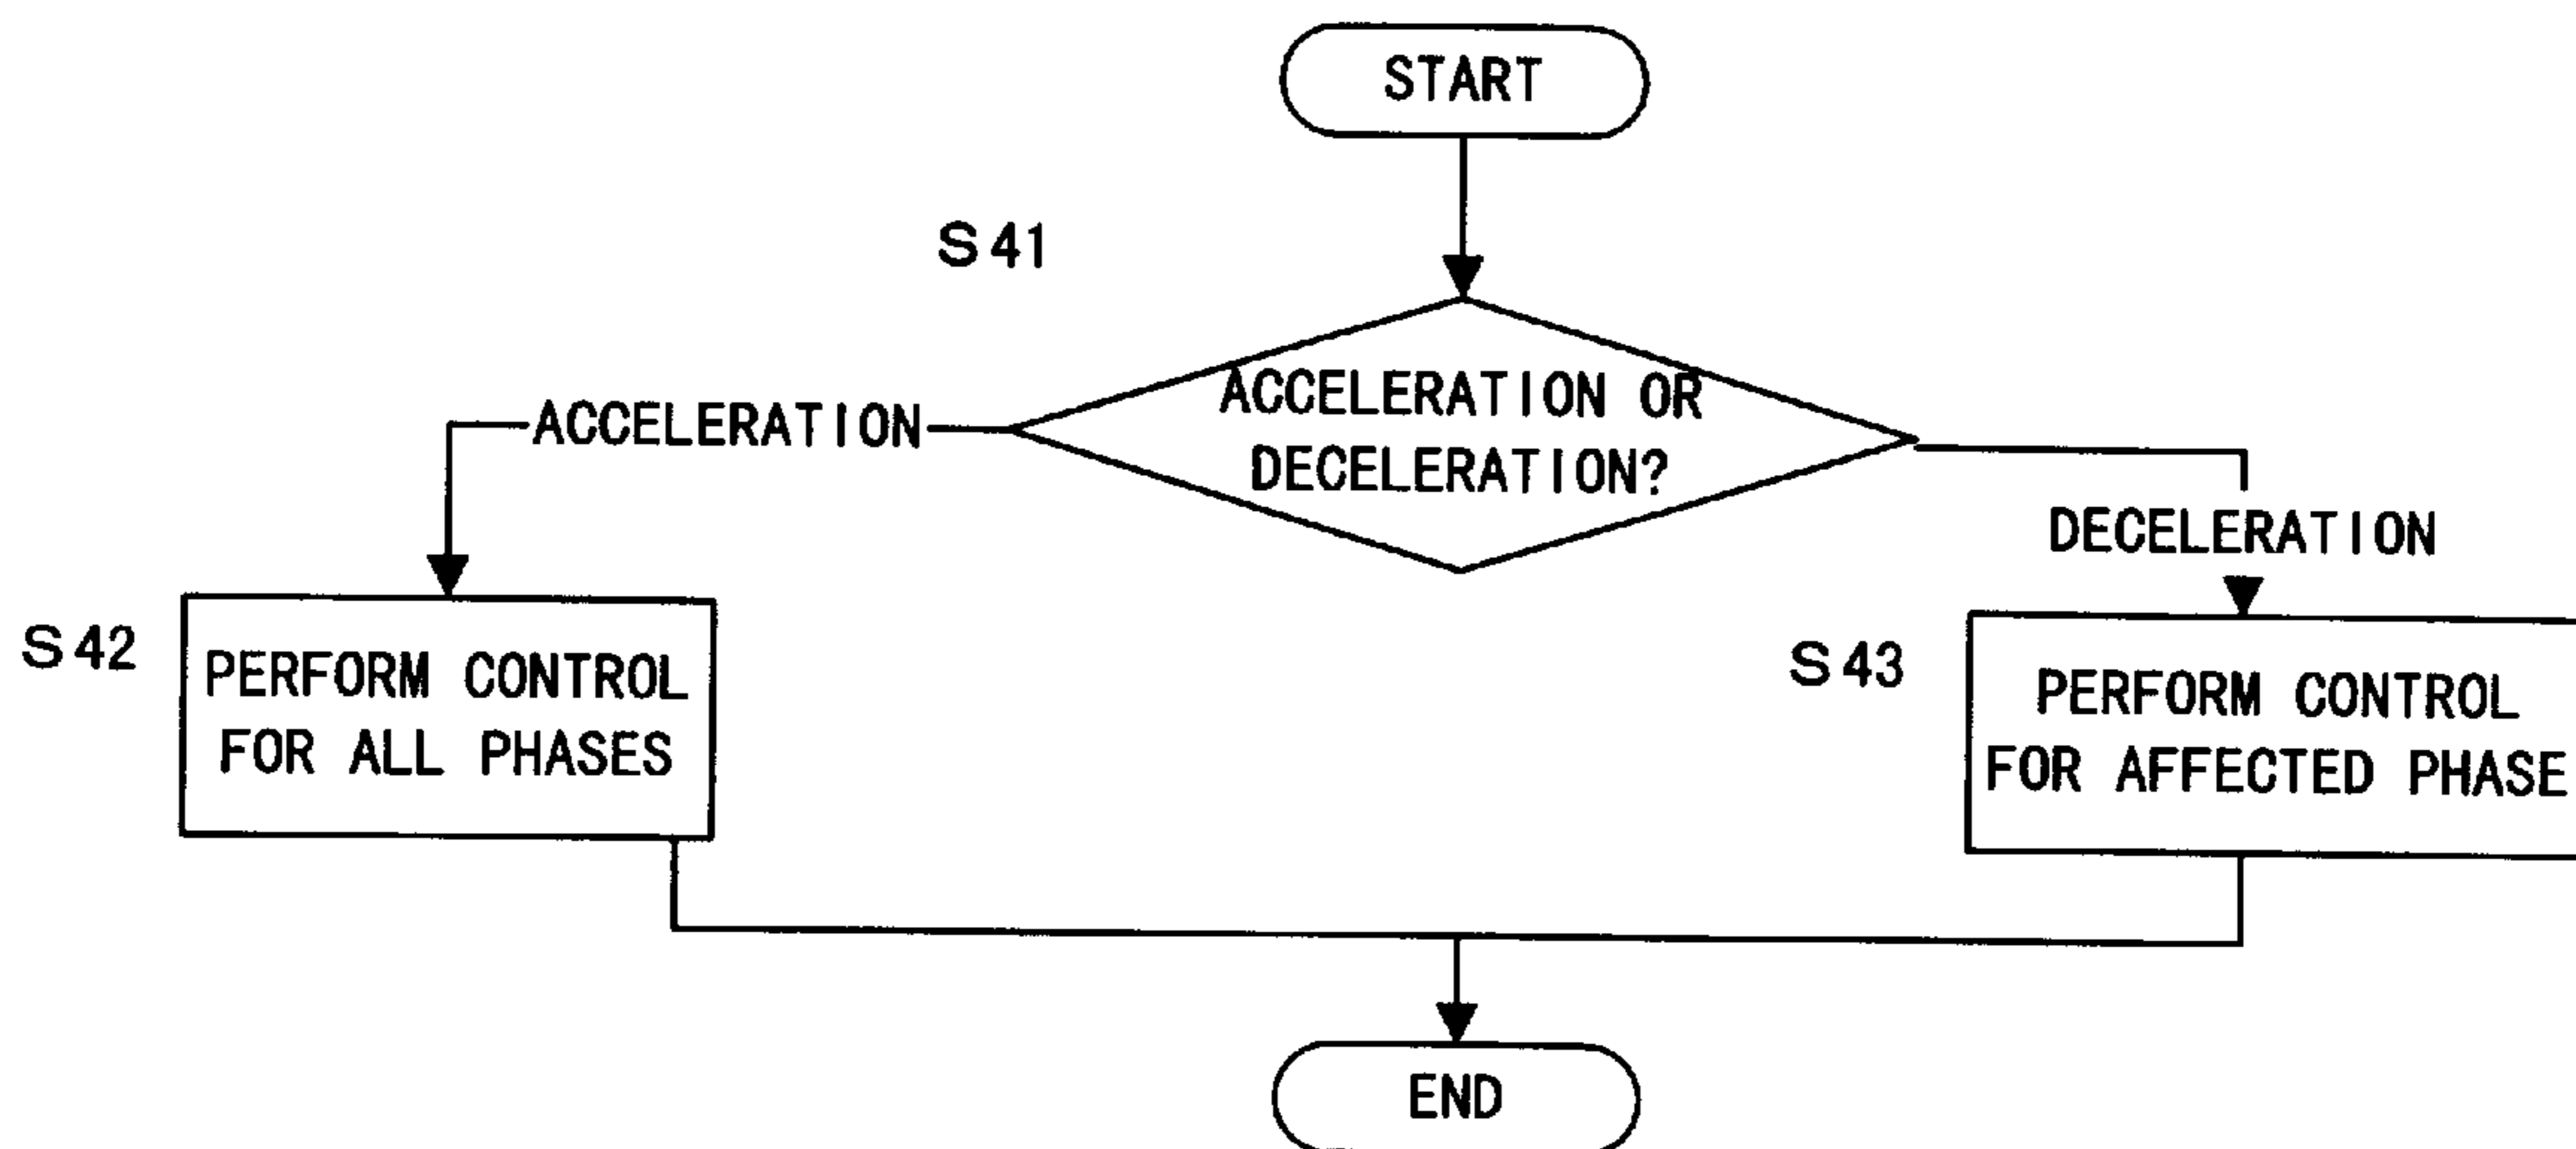 START
S41
ACCELERATION OR
DECELERATION?
ACCELERATION
DECELERATION
S42
PERFORM CONTROL
FOR ALL PHASES
S43
PERFORM CONTROL
FOR AFFECTED PHASE
END